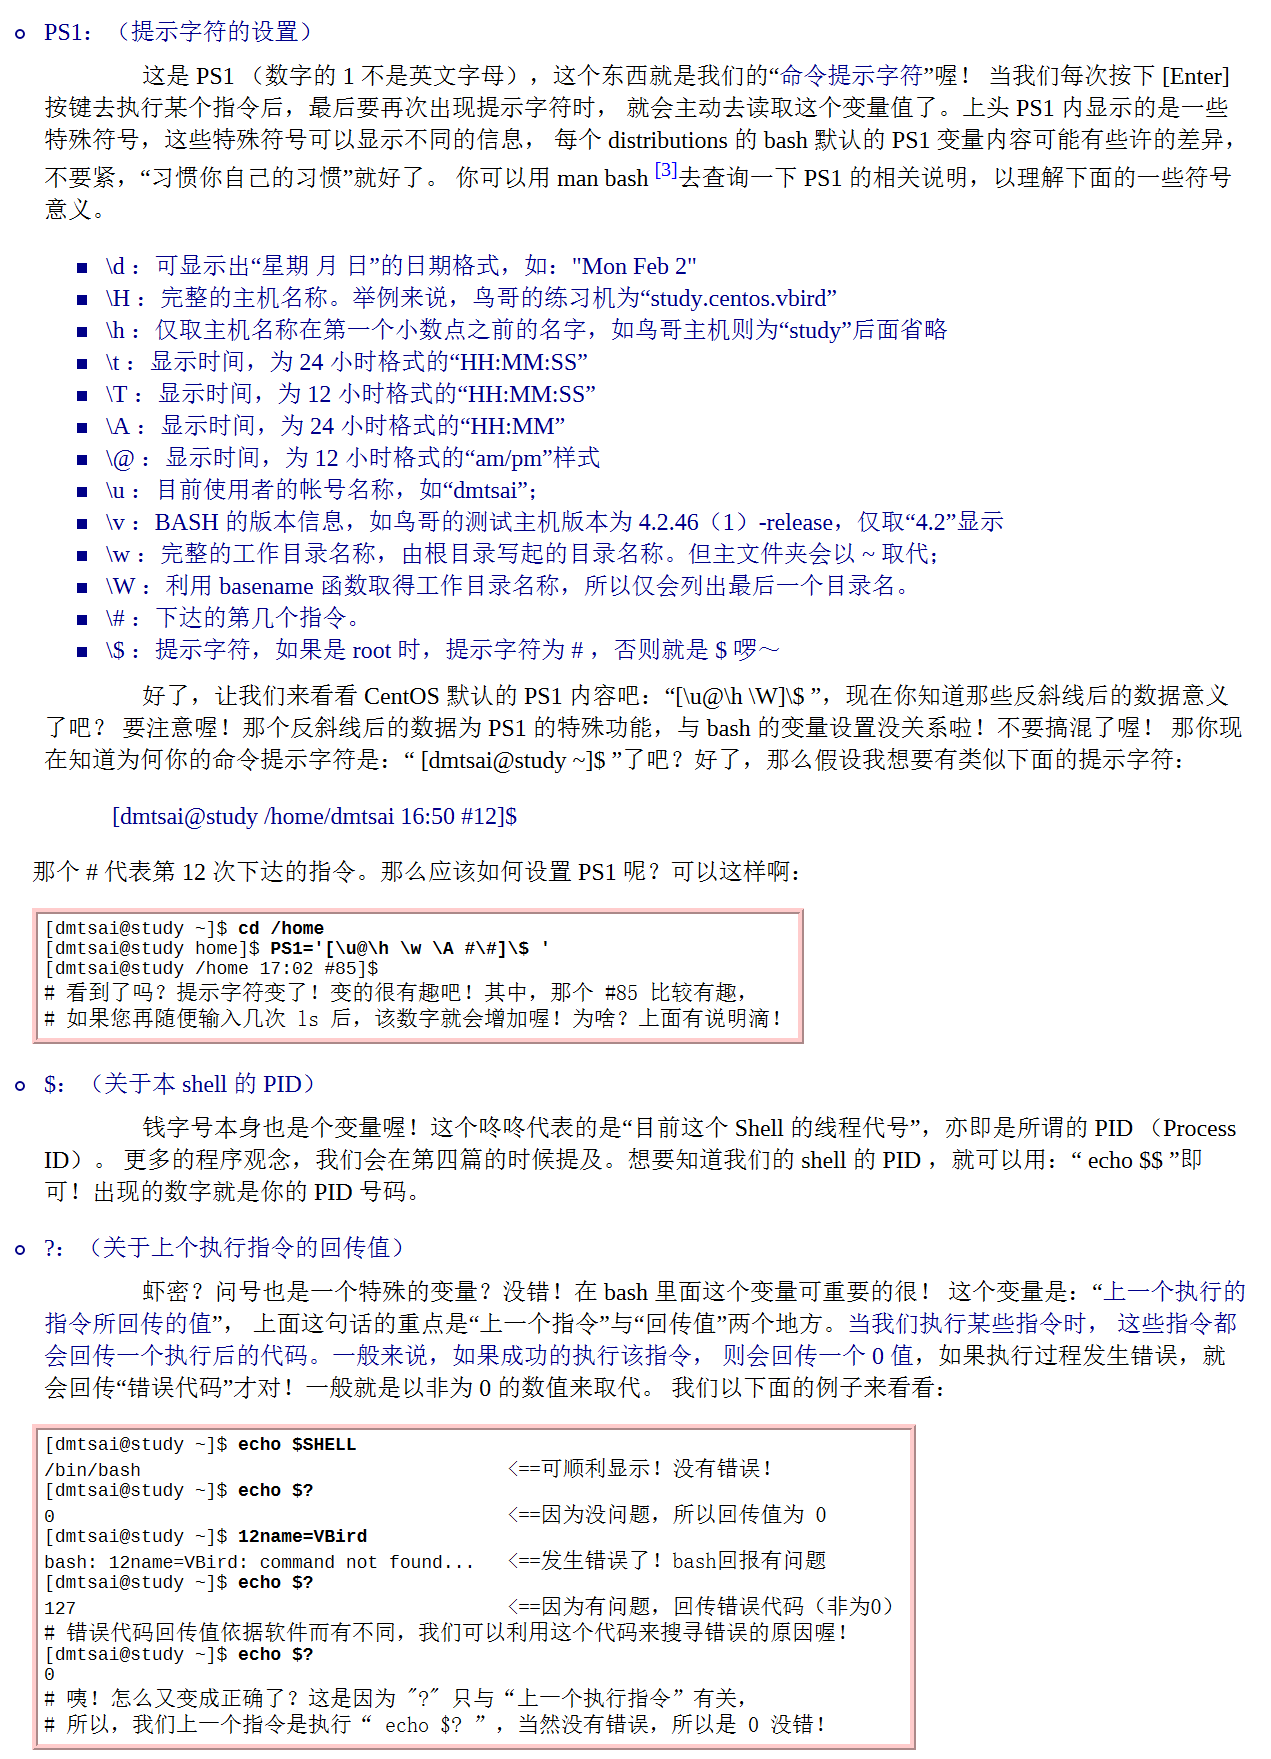 PS1：（提示字符的设置）
这是 PS1 （数字的 1 不是英文字母），这个东西就是我们的“命令提示字符”喔！ 当我们每次按下 [Enter]
按键去执行某个指令后，最后要再次出现提示字符时， 就会主动去读取这个变量值了。上头 PS1 内显示的是一些
特殊符号，这些特殊符号可以显示不同的信息， 每个 distributions 的 bash 默认的 PS1 变量内容可能有些许的差异，
不要紧，“习惯你自己的习惯”就好了。 你可以用 man bash [3]去查询一下 PS1 的相关说明，以理解下面的一些符号
意义。
\d ：可显示出“星期 月 日”的日期格式，如："Mon Feb 2"
\H ：完整的主机名称。举例来说，鸟哥的练习机为“study.centos.vbird”
\h ：仅取主机名称在第一个小数点之前的名字，如鸟哥主机则为“study”后面省略
\t ：显示时间，为 24 小时格式的“HH:MM:SS”
\T ：显示时间，为 12 小时格式的“HH:MM:SS”
\A ：显示时间，为 24 小时格式的“HH:MM”
\@ ：显示时间，为 12 小时格式的“am/pm”样式
\u ：目前使用者的帐号名称，如“dmtsai”；
\v ：BASH 的版本信息，如鸟哥的测试主机版本为 4.2.46（1）-release，仅取“4.2”显示
\w ：完整的工作目录名称，由根目录写起的目录名称。但主文件夹会以 ~ 取代；
\W ：利用 basename 函数取得工作目录名称，所以仅会列出最后一个目录名。
\# ：下达的第几个指令。
\$ ：提示字符，如果是 root 时，提示字符为 # ，否则就是 $ 啰～
好了，让我们来看看 CentOS 默认的 PS1 内容吧：“[\u@\h \W]\$ ”，现在你知道那些反斜线后的数据意义
了吧？ 要注意喔！那个反斜线后的数据为 PS1 的特殊功能，与 bash 的变量设置没关系啦！不要搞混了喔！ 那你现
在知道为何你的命令提示字符是：“ [dmtsai@study ~]$ ”了吧？好了，那么假设我想要有类似下面的提示字符：
[dmtsai@study /home/dmtsai 16:50 #12]$
那个 # 代表第 12 次下达的指令。那么应该如何设置 PS1 呢？可以这样啊：
[dmtsai@study ~]$ cd /home
[dmtsai@study home]$ PS1='[\u@\h \w \A #\#]\$ '
[dmtsai@study /home 17:02 #85]$
# 看到了吗？提示字符变了！变的很有趣吧！其中，那个 #85 比较有趣，
# 如果您再随便输入几次 ls 后，该数字就会增加喔！为啥？上面有说明滴！
$：（关于本 shell 的 PID）
钱字号本身也是个变量喔！这个咚咚代表的是“目前这个 Shell 的线程代号”，亦即是所谓的 PID （Process
ID）。 更多的程序观念，我们会在第四篇的时候提及。想要知道我们的 shell 的 PID ，就可以用：“ echo $$ ”即
可！出现的数字就是你的 PID 号码。
?：（关于上个执行指令的回传值）
虾密？问号也是一个特殊的变量？没错！在 bash 里面这个变量可重要的很！ 这个变量是：“上一个执行的
指令所回传的值”， 上面这句话的重点是“上一个指令”与“回传值”两个地方。当我们执行某些指令时， 这些指令都
会回传一个执行后的代码。一般来说，如果成功的执行该指令， 则会回传一个 0 值，如果执行过程发生错误，就
会回传“错误代码”才对！一般就是以非为 0 的数值来取代。 我们以下面的例子来看看：
[dmtsai@study ~]$ echo $SHELL
/bin/bash <==可顺利显示！没有错误！
[dmtsai@study ~]$ echo $?
0 <==因为没问题，所以回传值为 0
[dmtsai@study ~]$ 12name=VBird
bash: 12name=VBird: command not found... <==发生错误了！bash回报有问题
[dmtsai@study ~]$ echo $?
127 <==因为有问题，回传错误代码（非为0）
# 错误代码回传值依据软件而有不同，我们可以利用这个代码来搜寻错误的原因喔！
[dmtsai@study ~]$ echo $?
0
# 咦！怎么又变成正确了？这是因为 "?" 只与“上一个执行指令”有关，
# 所以，我们上一个指令是执行“ echo $? ”，当然没有错误，所以是 0 没错！